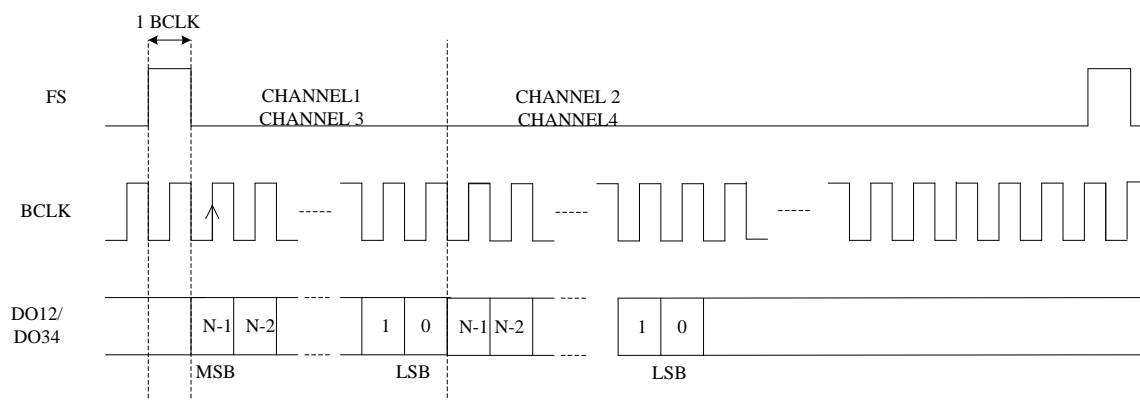 1 BCLK
FS
CHANNEL1
CHANNEL 2
CHANNEL 3
CHANNEL4
BCLK
DO12/
DO34
N-1
N-2
1
0
N-1
N-2
1
0
MSB
LSB
LSB